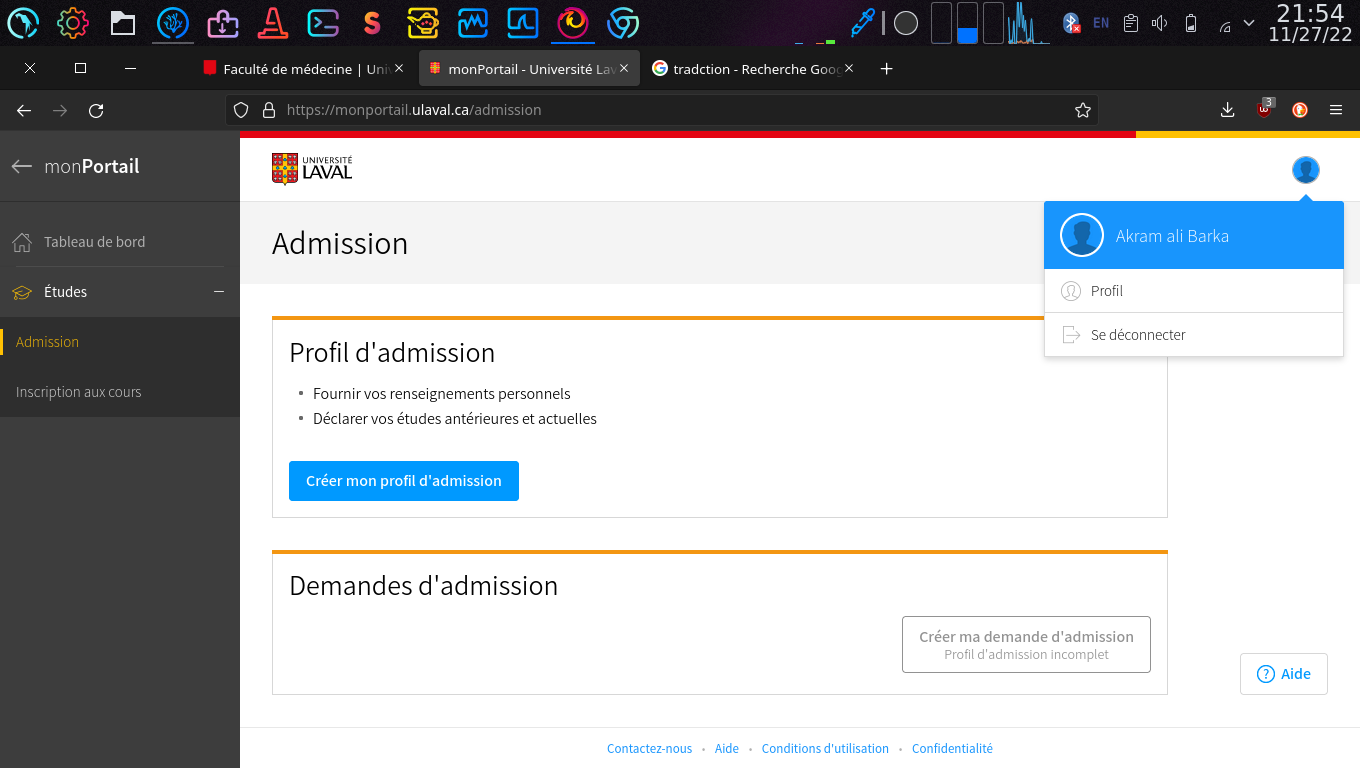 EN
21:54
11/27/22
Faculté de médecine | Uni
monPortail - Université La
tradction - Recherche Goo
https://monportail.ulaval.ca/admission
3
monPortail
UNIVERSITÉ
LAVAL
Tableau de bord
Études
Admission
Inscription aux cours
Admission
Akram ali Barka
Profil
Se déconnecter
Profil d'admission
• Fournir vos renseignements personnels
• Déclarer vos études antérieures et actuelles
Créer mon profil d'admission
Demandes d'admission
Créer ma demande d'admission
Profil d'admission incomplet
? Aide
Contactez-nous • Aide • Conditions d'utilisation • Confidentialité